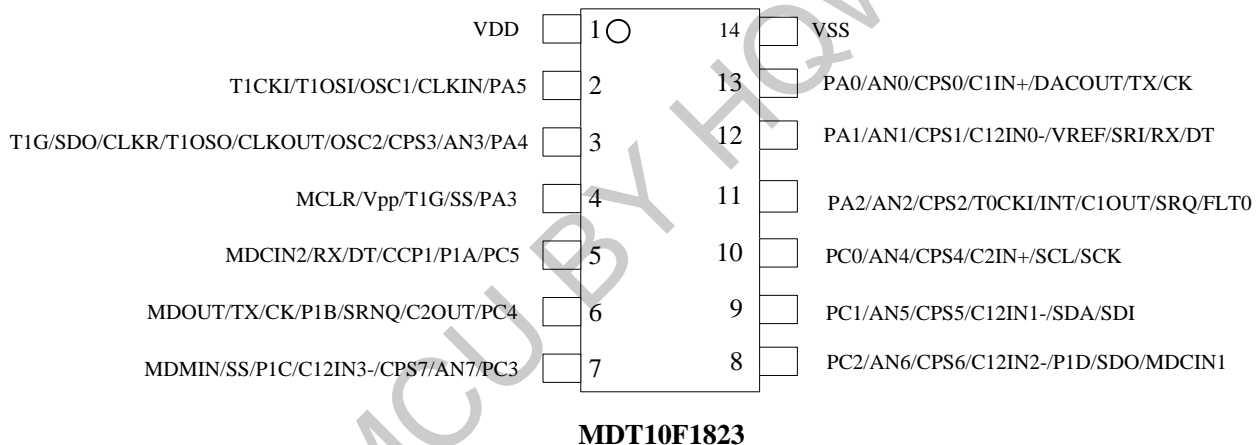 VDD 1 14 VSS
T1CKI/T1OSI/OSC1/CLKIN/PA5 2 13 PA0/AN0/CPS0/C1IN+/DACOUT/TX/CK
T1G/SDO/CLKR/T1OSO/CLKOUT/OSC2/CPS3/AN3/PA4 3 12 PA1/AN1/CPS1/C12IN0-/VREF/SRI/RX/DT
MCLR/Vpp/T1G/SS/PA3 4 11 PA2/AN2/CPS2/T0CKI/INT/C1OUT/SRQ/FLT0
MDCIN2/RX/DT/CCP1/P1A/PC5 5 10 PC0/AN4/CPS4/C2IN+/SCL/SCK
MDOUT/TX/CK/P1B/SRNQ/C2OUT/PC4 6 9 PC1/AN5/CPS5/C12IN1-/SDA/SDI
MDMIN/SS/P1C/C12IN3-/CPS7/AN7/PC3 7 8 PC2/AN6/CPS6/C12IN2-/P1D/SDO/MDCIN1
MDT10F1823
MCU BY HQW